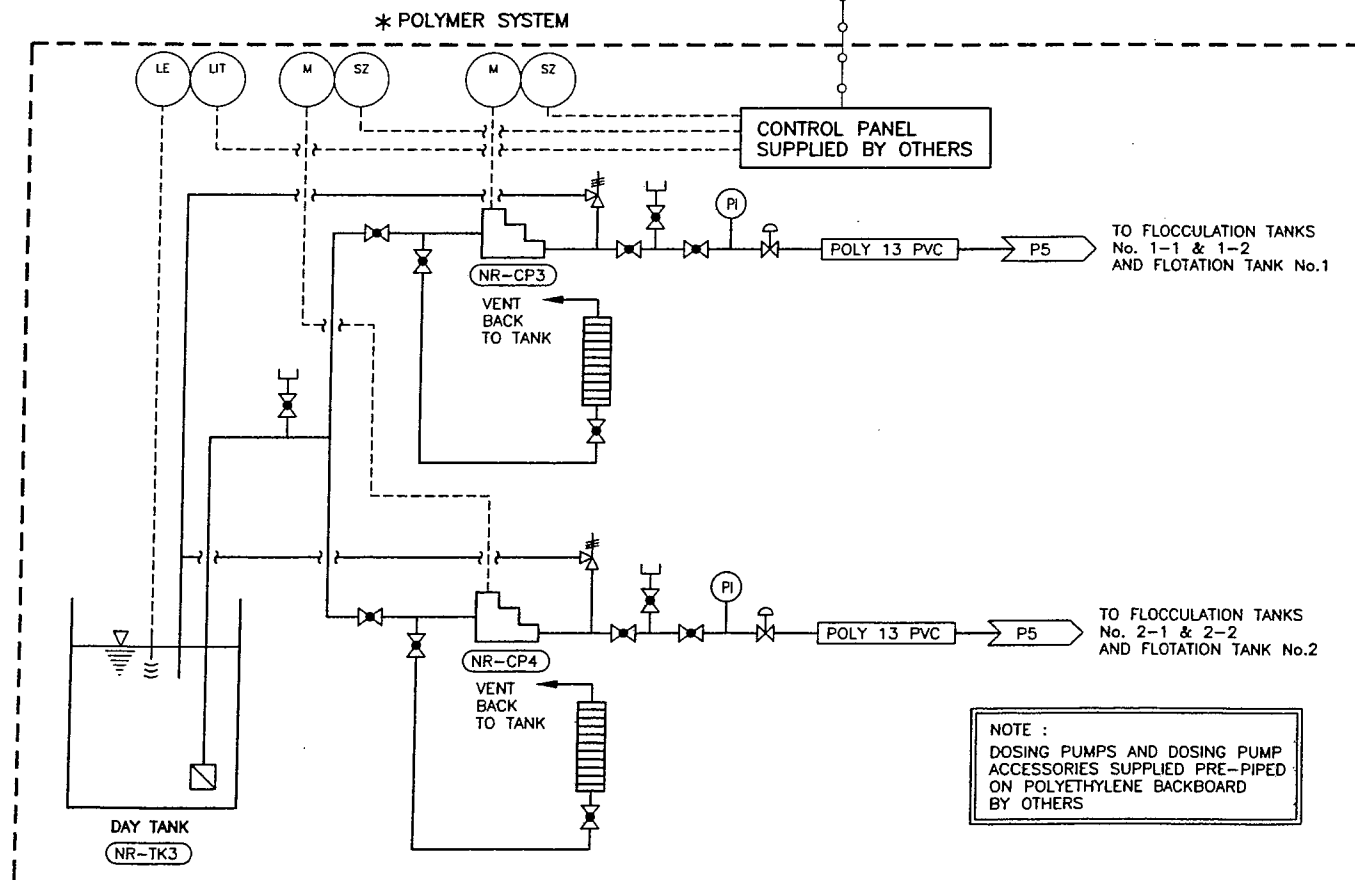 * POLYMER SYSTEM
LE
LIT
M
SZ
M
SZ
CONTROL PANEL
SUPPLIED BY OTHERS
PI
POLY 13 PVC
P5
TO FLOCCULATION TANKS
No. 1-1 & 1-2
AND FLOTATION TANK No.1
NR-CP3
VENT
BACK
TO TANK
PI
POLY 13 PVC
P5
TO FLOCCULATION TANKS
No. 2-1 & 2-2
AND FLOTATION TANK No.2
NR-CP4
VENT
BACK
TO TANK
NOTE :
DOSING PUMPS AND DOSING PUMP
ACCESSORIES SUPPLIED PRE-PIPED
ON POLYETHYLENE BACKBOARD
BY OTHERS
DAY TANK
NR-TK3